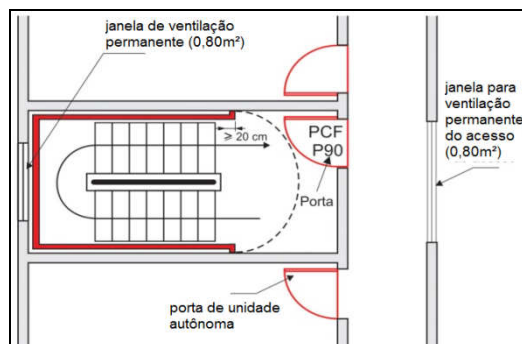 janela de ventilação
permanente (0,80m²)
janela para
ventilação
permanente
do acesso
(0,80m²)
≥ 20 cm
PCF
P90
Porta
porta de unidade
autônoma